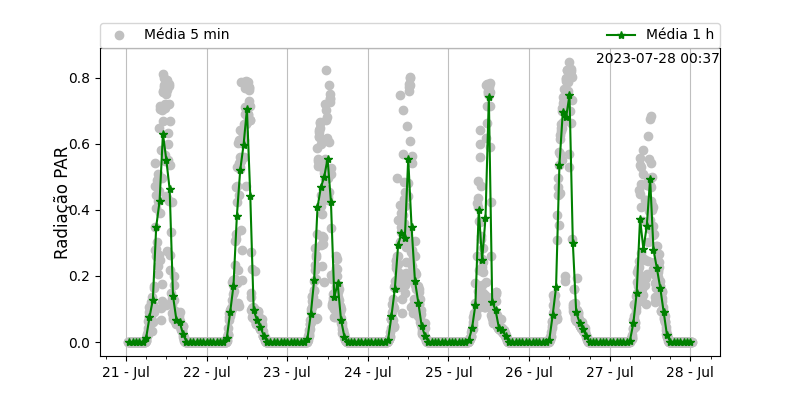 Média 5 min
Média 1 h
2023-07-28 00:37
Radiação PAR
0.8
0.6
0.4
0.2
0.0
21 - Jul
22 - Jul
23 - Jul
24 - Jul
25 - Jul
26 - Jul
27 - Jul
28 - Jul